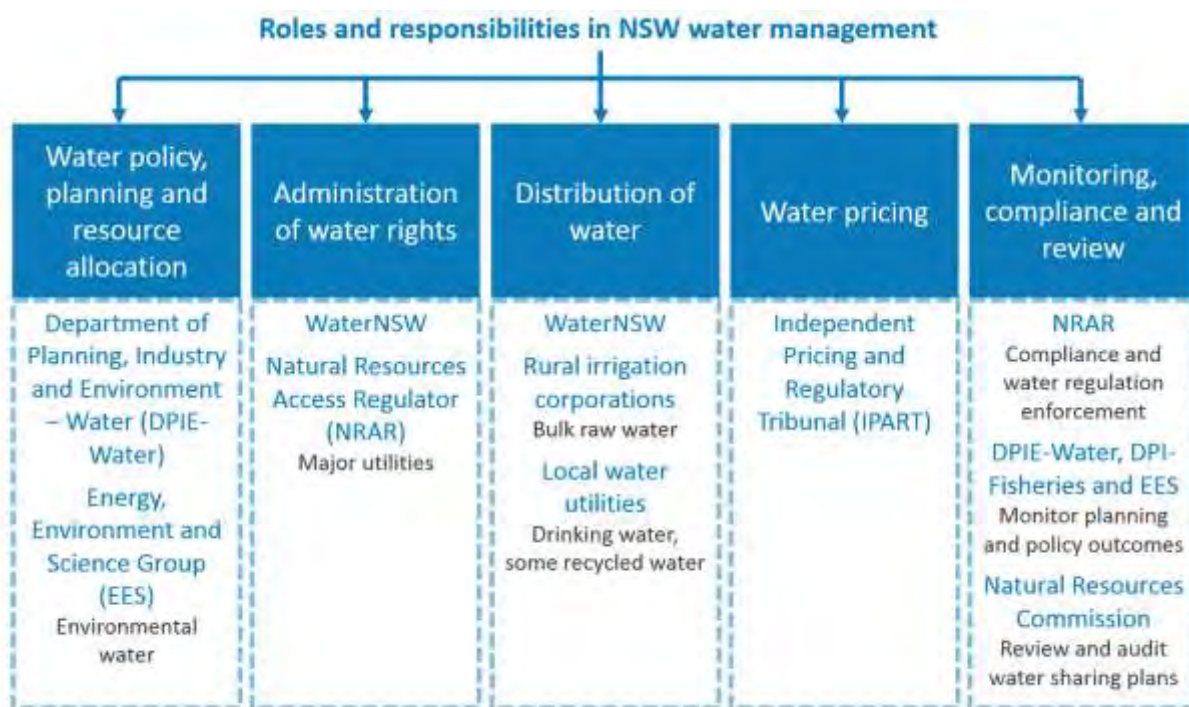 Roles and responsibilities in NSW water management
Water policy,
planning and
resource
allocation
Department of
Planning, Industry
and Environment
– Water (DPIE-
Water)
Energy,
Environment and
Science Group
(EES)
Environmental
water
Administration
of water rights
WaterNSW
Natural Resources
Access Regulator
(NRAR)
Major utilities
Distribution of
water
WaterNSW
Rural irrigation
corporations
Bulk raw water
Local water
utilities
Drinking water,
some recycled water
Water pricing
Independent
Pricing and
Regulatory
Tribunal (IPART)
Monitoring,
compliance and
review
NRAR
Compliance and
water regulation
enforcement
DPIE-Water, DPI-
Fisheries and EES
Monitor planning
and policy outcomes
Natural Resources
Commission
Review and audit
water sharing plans